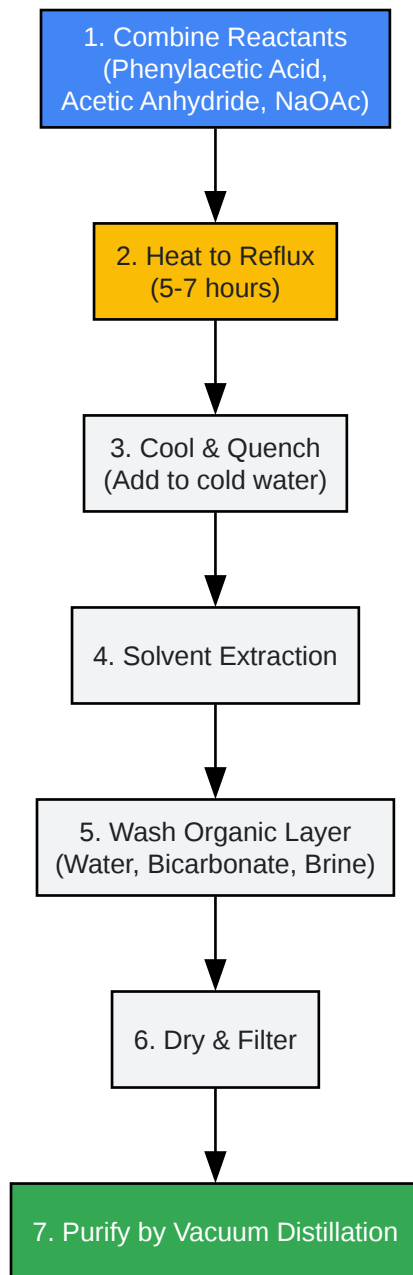 1. Combine Reactants
(Phenylacetic Acid,
Acetic Anhydride, NaOAc)
2. Heat to Reflux
(5-7 hours)
3. Cool & Quench
(Add to cold water)
4. Solvent Extraction
5. Wash Organic Layer
(Water, Bicarbonate, Brine)
6. Dry & Filter
7. Purify by Vacuum Distillation